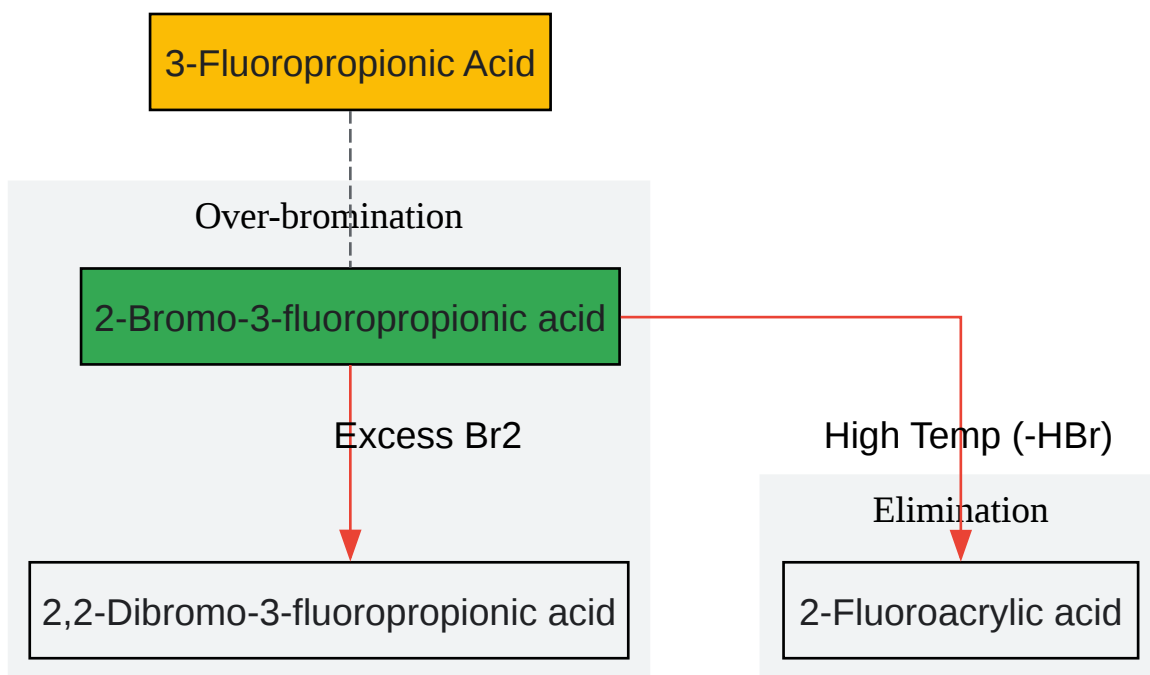 3-Fluoropropionic Acid
Over-bromination
2-Bromo-3-fluoropropionic acid
Excess Br2
High Temp (-HBr)
Elimination
2,2-Dibromo-3-fluoropropionic acid
2-Fluoroacrylic acid